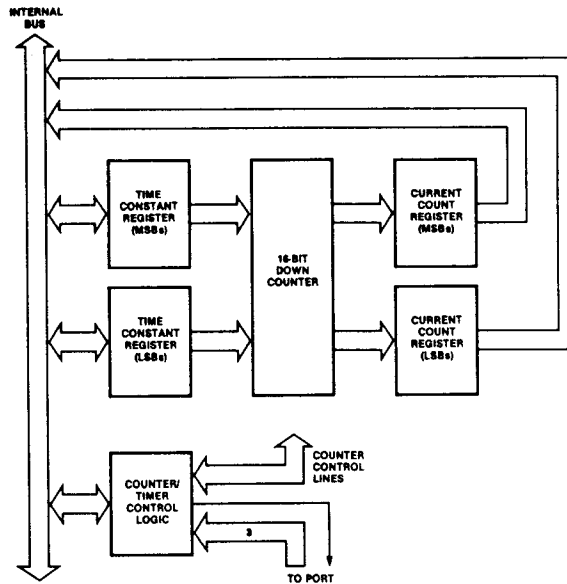 INTERNAL
BUS
TIME
CONSTANT
REGISTER
(MSBs)
16-BIT
DOWN
COUNTER
CURRENT
COUNT
REGISTER
(MSBs)
TIME
CONSTANT
REGISTER
(LSBs)
CURRENT
COUNT
REGISTER
(LSBs)
COUNTER/
TIMER
CONTROL
LOGIC
COUNTER
CONTROL
LINES
3
TO PORT